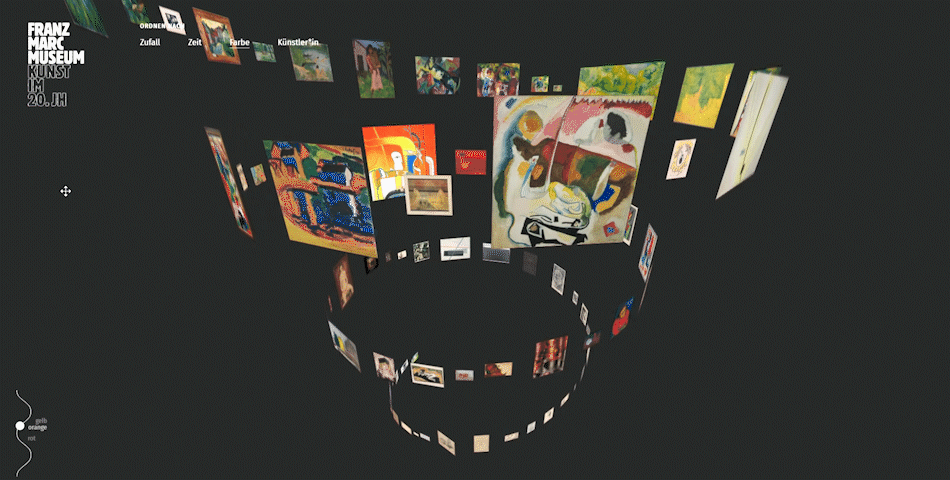 FRANZ
MARC
MUSEUM
KUNST
IM
20. JH
ORDNEN NACH
Zufall
Zeit
Farbe
Künstler*in
gelb
orange
rot